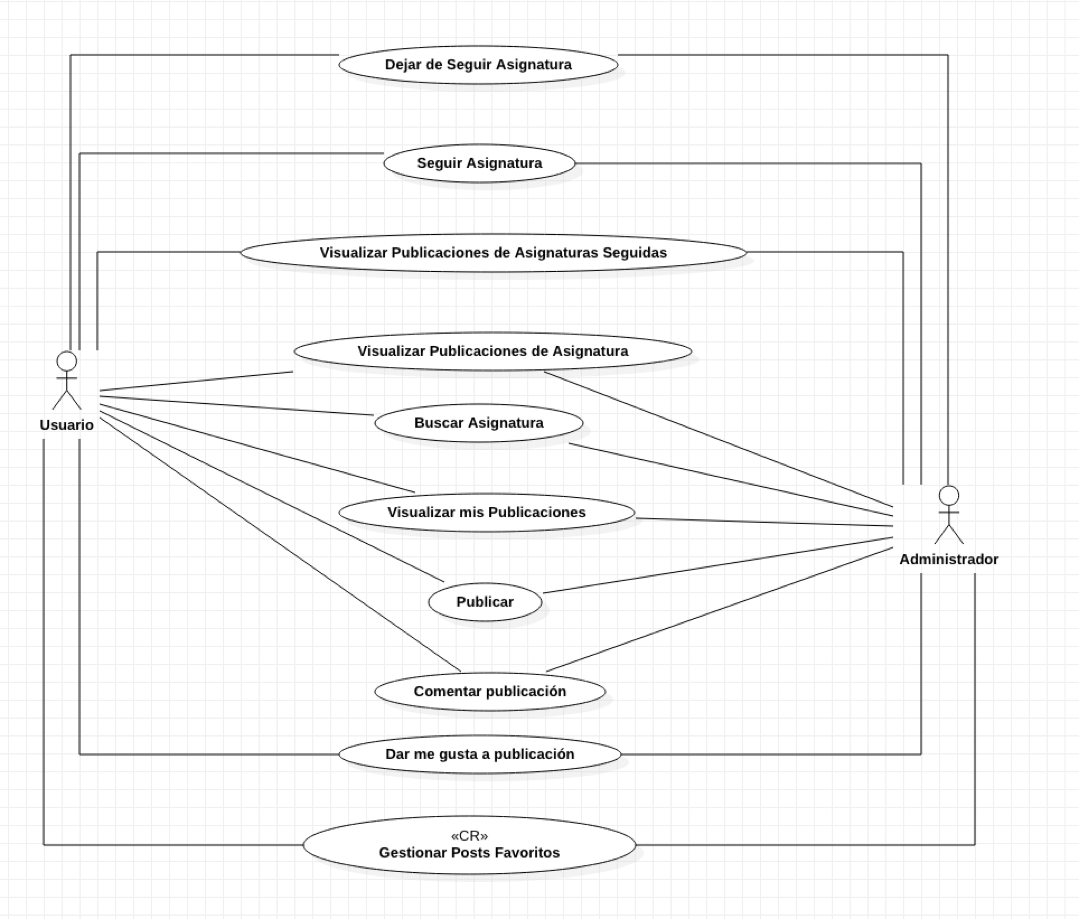 Dejar de Seguir Asignatura
Seguir Asignatura
Visualizar Publicaciones de Asignaturas Seguidas
Visualizar Publicaciones de Asignatura
Buscar Asignatura
Usuario
Visualizar mis Publicaciones
Administrador
Publicar
Comentar publicación
Dar me gusta a publicación
«CR»
Gestionar Posts Favoritos